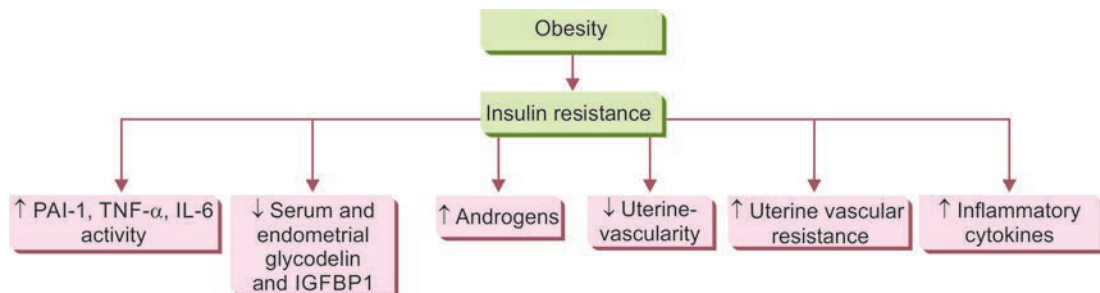 Obesity
Insulin resistance
↑ PAI-1, TNF-α, IL-6
activity
↓ Serum and
endometrial
glycodelin
and IGFBP1
↑ Androgens
↓ Uterine-
vascularity
↑ Uterine vascular
resistance
↑ Inflammatory
cytokines